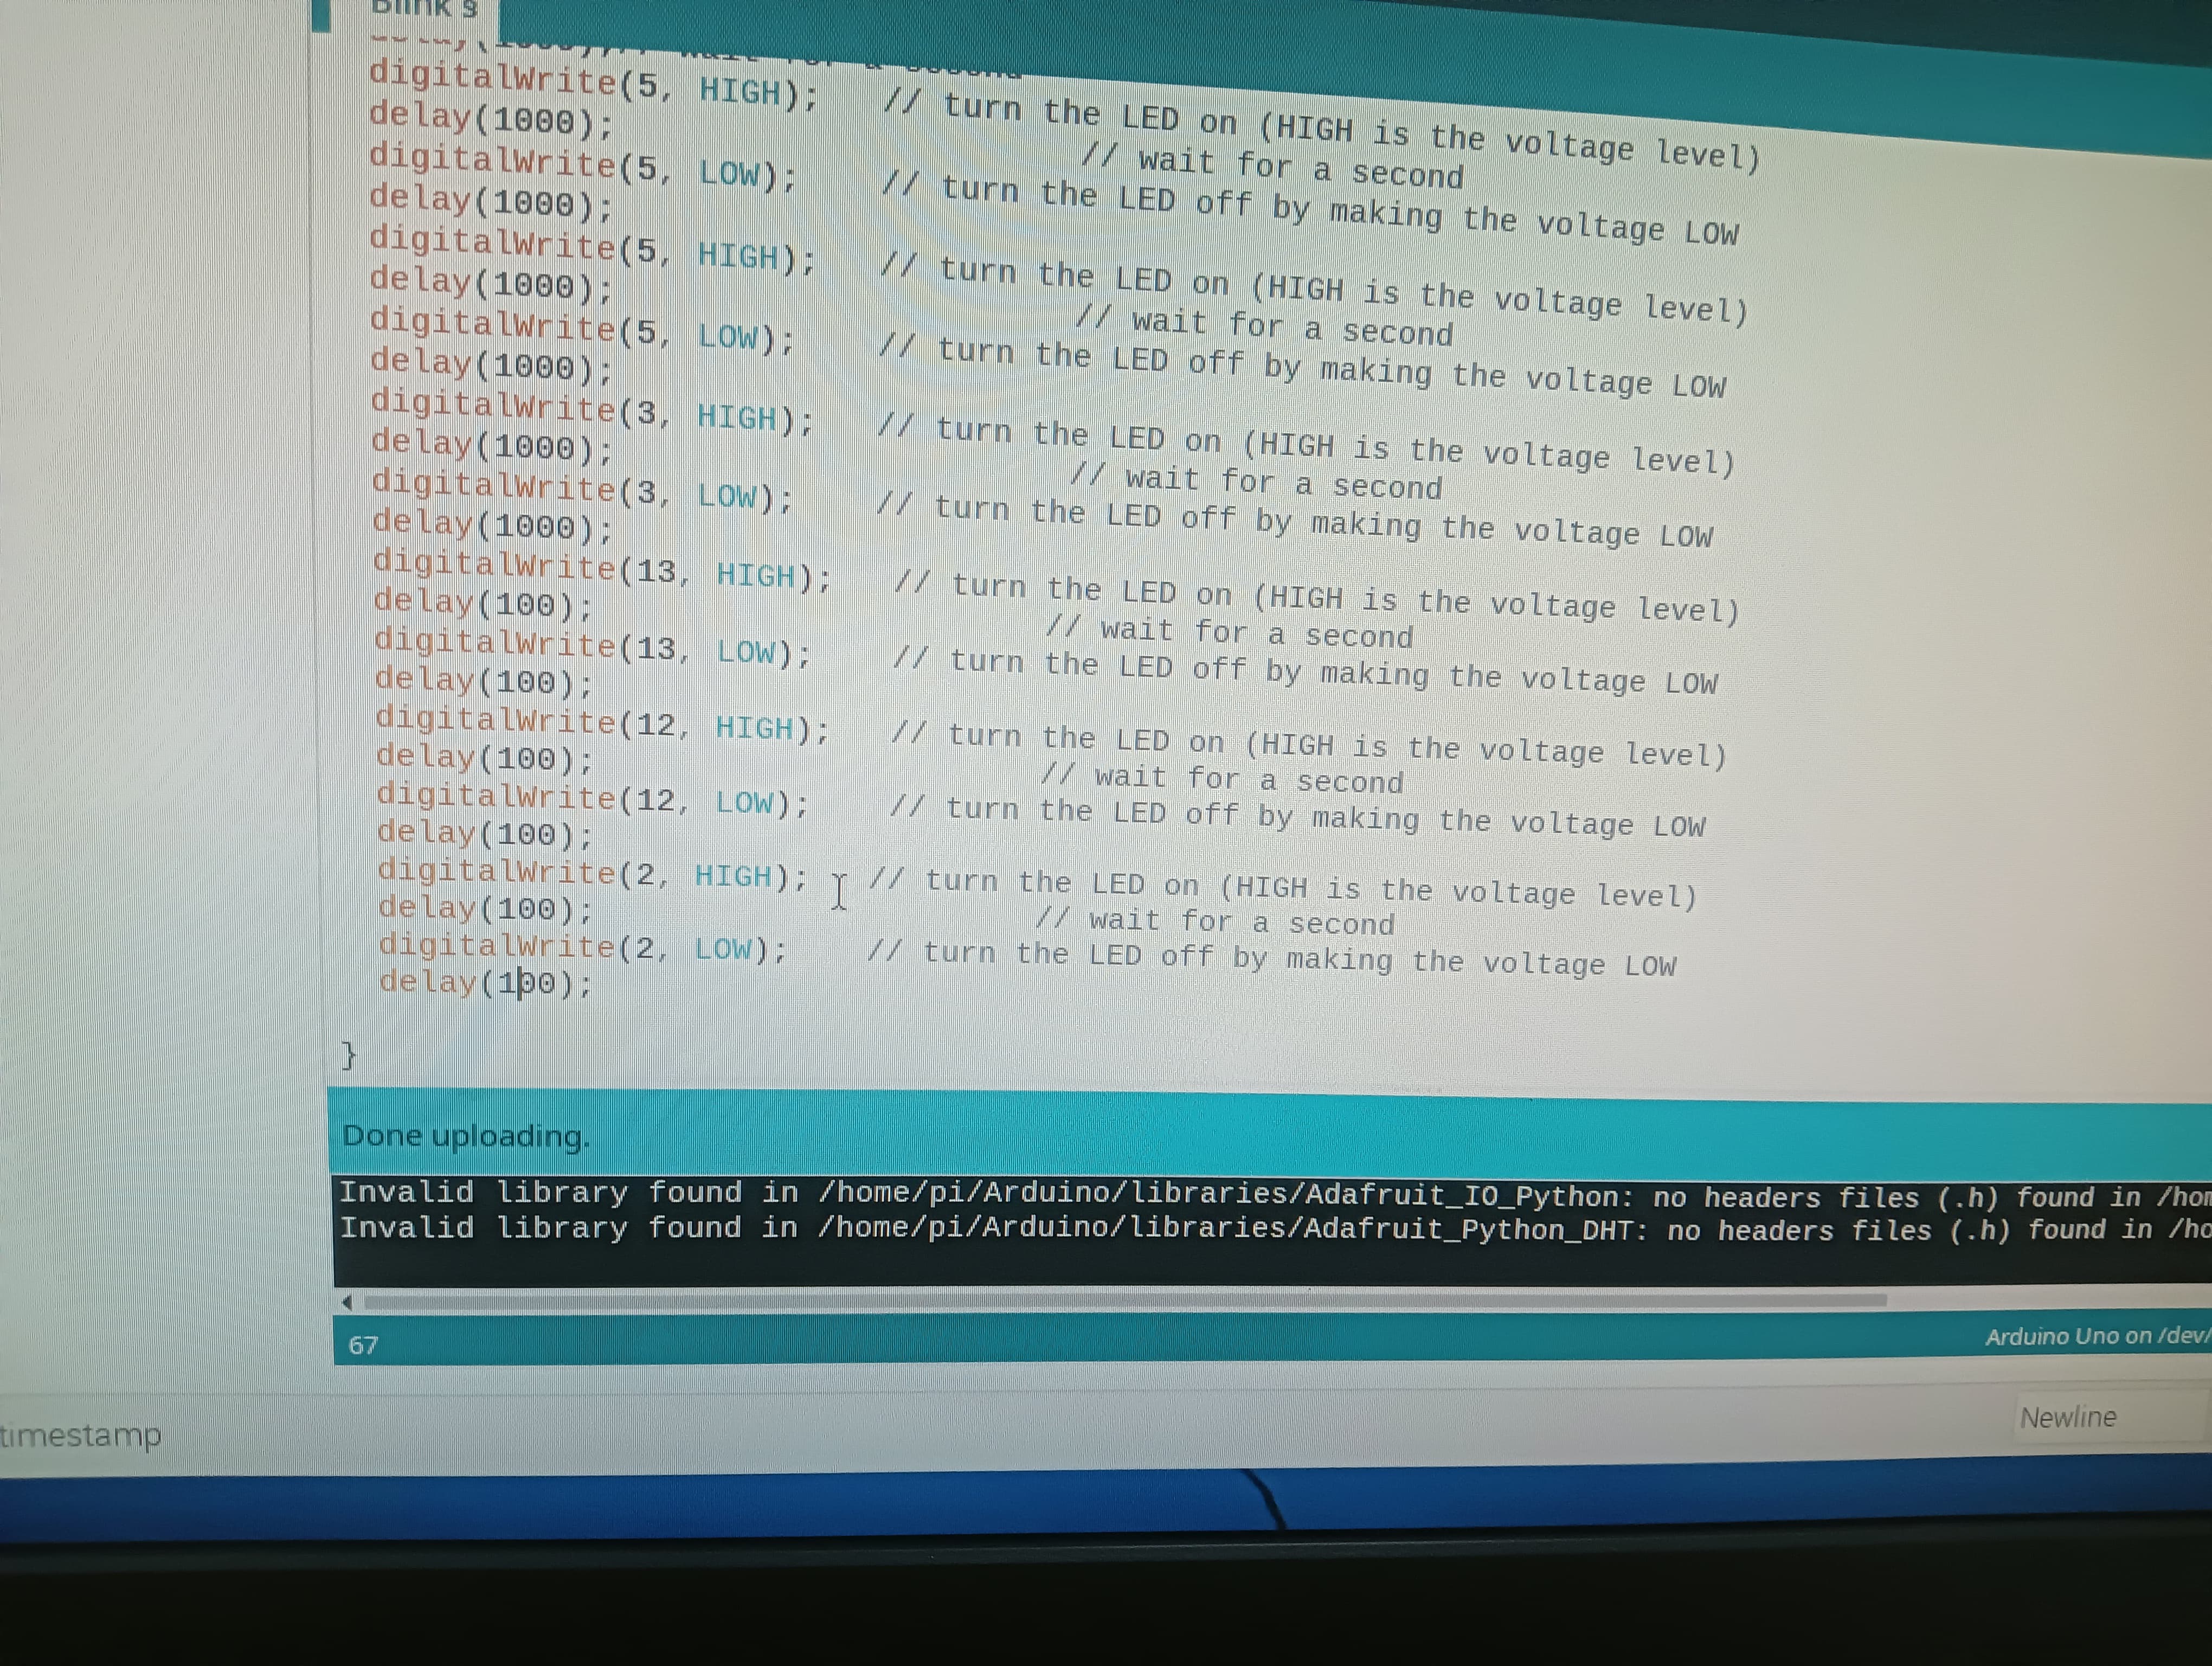 Blink s
wait for a second
digitalWrite(5, HIGH);   // turn the LED on (HIGH is the voltage level)
delay(1000);                       // wait for a second
digitalWrite(5, LOW);    // turn the LED off by making the voltage LOW
delay(1000);
digitalWrite(5, HIGH);   // turn the LED on (HIGH is the voltage level)
delay(1000);                       // wait for a second
digitalWrite(5, LOW);    // turn the LED off by making the voltage LOW
delay(1000);
digitalWrite(3, HIGH);   // turn the LED on (HIGH is the voltage level)
delay(1000);                       // wait for a second
digitalWrite(3, LOW);    // turn the LED off by making the voltage LOW
delay(1000);
digitalWrite(13, HIGH);   // turn the LED on (HIGH is the voltage level)
delay(100);                       // wait for a second
digitalWrite(13, LOW);    // turn the LED off by making the voltage LOW
delay(100);
digitalWrite(12, HIGH);   // turn the LED on (HIGH is the voltage level)
delay(100);                       // wait for a second
digitalWrite(12, LOW);    // turn the LED off by making the voltage LOW
delay(100);
digitalWrite(2, HIGH);   // turn the LED on (HIGH is the voltage level)
delay(100);                       // wait for a second
digitalWrite(2, LOW);    // turn the LED off by making the voltage LOW
delay(100);
}
Done uploading.
Invalid library found in /home/pi/Arduino/libraries/Adafruit_IO_Python: no headers files (.h) found in /hom
Invalid library found in /home/pi/Arduino/libraries/Adafruit_Python_DHT: no headers files (.h) found in /ho
67
Arduino Uno on /dev/
timestamp
Newline